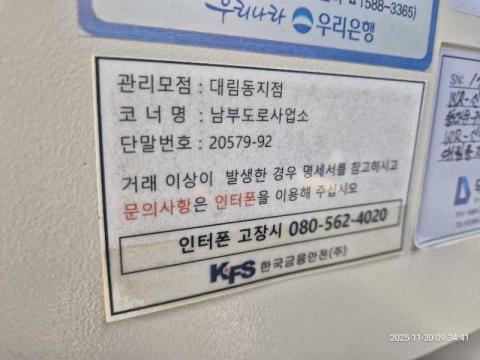 1588-3365)
우리나라 우리은행
관리모점 : 대림동지점
코 너 명 : 남부도로사업소
단말번호 : 20579-92
거래 이상이 발생한 경우 명세서를 참고하시고
문의사항은 인터폰을 이용해 주십시오
인터폰 고장시 080-562-4020
KFS 한국금융안전(주)
S/N:
2025-11-30 09:34:41